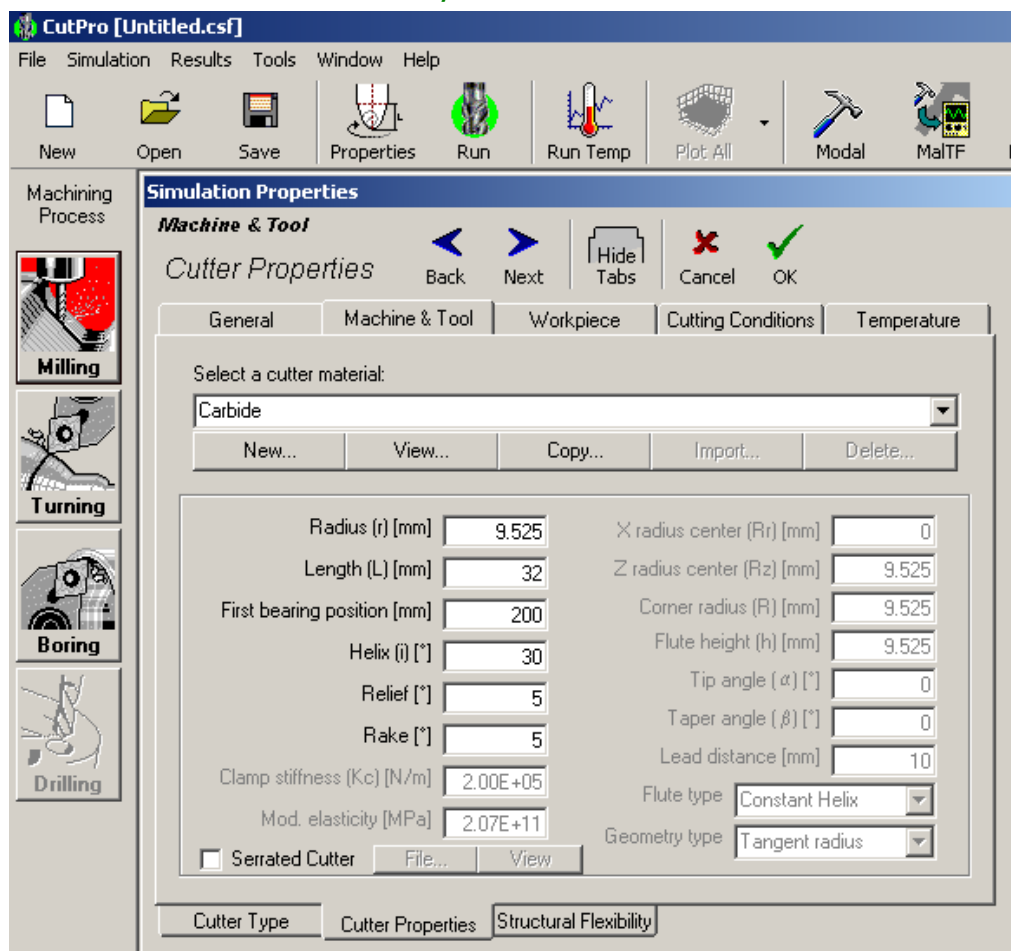 CutPro [Untitled.csf]
File Simulation Results Tools Window Help
New Open Save Properties Run Run Temp Plot All Modal MalTF
Machining
Process
Milling
Turning
Boring
Drilling
Simulation Properties
Machine & Tool
Cutter Properties
Back Next Hide
Tabs Cancel OK
General Machine & Tool Workpiece Cutting Conditions Temperature
Select a cutter material:
Carbide
New... View... Copy... Import... Delete...
Radius (r) [mm] 9.525
Length (L) [mm] 32
First bearing position [mm] 200
Helix (i) [°] 30
Relief [°] 5
Rake [°] 5
Clamp stiffness (Kc) [N/m] 2.00E+05
Mod. elasticity [MPa] 2.07E+11
Serrated Cutter File... View
X radius center (Rr) [mm] 0
Z radius center (Rz) [mm] 9.525
Corner radius (R) [mm] 9.525
Flute height (h) [mm] 9.525
Tip angle (α) [°] 0
Taper angle (β) [°] 0
Lead distance [mm] 10
Flute type Constant Helix
Geometry type Tangent radius
Cutter Type Cutter Properties Structural Flexibility